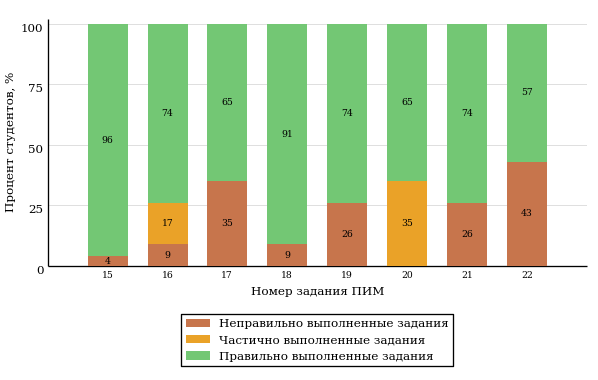 100
75
50
25
0
Процент студентов, %
96 74 65 91 74 65 74 57
17 35
4 9 35 9 26 26 43
15 16 17 18 19 20 21 22
Номер задания ПИМ
Неправильно выполненные задания
Частично выполненные задания
Правильно выполненные задания